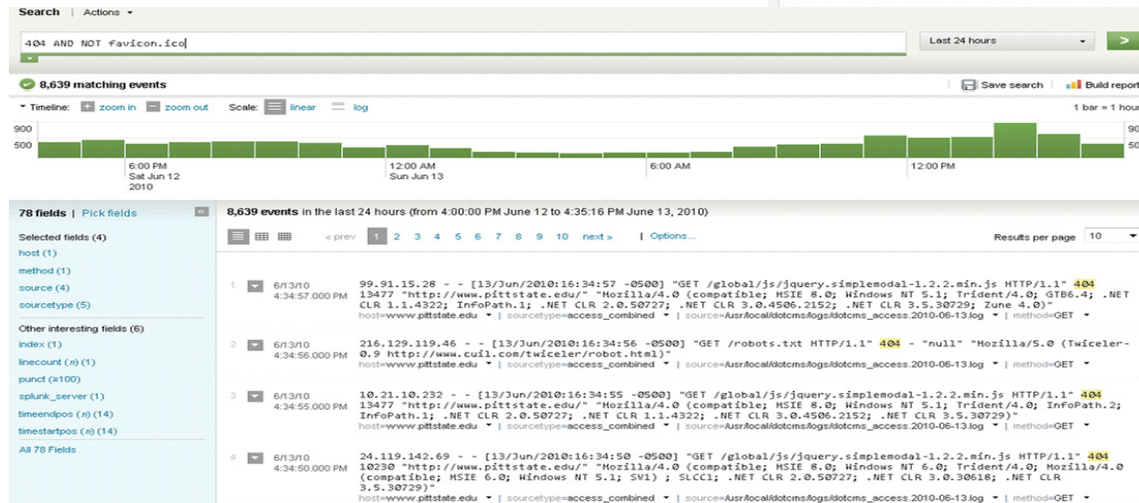 Search | Actions
404 AND NOT favicon.ico
Last 24 hours
>
8,639 matching events
Save search | Build report
Timeline: + zoom in - zoom out Scale: linear log
1 bar = 1 hour
900
500
90
50
6:00 PM
Sat Jun 12
2010
12:00 AM
Sun Jun 13
6:00 AM
12:00 PM
78 fields | Pick fields «
Selected fields (4)
host (1)
method (1)
source (4)
sourcetype (5)
Other interesting fields (6)
index (1)
linecount (n) (1)
punct (≥100)
splunk_server (1)
timeendpos (n) (14)
timestartpos (n) (14)
All 78 Fields
8,639 events in the last 24 hours (from 4:00:00 PM June 12 to 4:35:16 PM June 13, 2010)
« prev 1 2 3 4 5 6 7 8 9 10 next » | Options...
Results per page 10
1 6/13/10
4:34:57.000 PM
99.91.15.28 - - [13/Jun/2010:16:34:57 -0500] "GET /global/js/jquery.simplemodal-1.2.2.min.js HTTP/1.1" 404
13477 "http://www.pittstate.edu/" "Mozilla/4.0 (compatible; MSIE 8.0; Windows NT 5.1; Trident/4.0; GTB6.4; .NET
CLR 1.1.4322; InfoPath.1; .NET CLR 2.0.50727; .NET CLR 3.0.4506.2152; .NET CLR 3.5.30729; Zune 4.0)"
host=www.pittstate.edu | sourcetype=access_combined | source=/usr/local/dotcms/logs/dotcms_access.2010-06-13.log | method=GET
2 6/13/10
4:34:56.000 PM
216.129.119.46 - - [13/Jun/2010:16:34:56 -0500] "GET /robots.txt HTTP/1.1" 404 - "null" "Mozilla/5.0 (Twiceler-
0.9 http://www.cuil.com/twiceler/robot.html)"
host=www.pittstate.edu | sourcetype=access_combined | source=/usr/local/dotcms/logs/dotcms_access.2010-06-13.log | method=GET
3 6/13/10
4:34:55.000 PM
10.21.10.232 - - [13/Jun/2010:16:34:55 -0500] "GET /global/js/jquery.simplemodal-1.2.2.min.js HTTP/1.1" 404
13477 "http://www.pittstate.edu/" "Mozilla/4.0 (compatible; MSIE 8.0; Windows NT 5.1; Trident/4.0; InfoPath.2;
InfoPath.1; .NET CLR 2.0.50727; .NET CLR 1.1.4322; .NET CLR 3.0.4506.2152; .NET CLR 3.5.30729)"
host=www.pittstate.edu | sourcetype=access_combined | source=/usr/local/dotcms/logs/dotcms_access.2010-06-13.log | method=GET
4 6/13/10
4:34:50.000 PM
24.119.142.69 - - [13/Jun/2010:16:34:50 -0500] "GET /global/js/jquery.simplemodal-1.2.2.min.js HTTP/1.1" 404
10230 "http://www.pittstate.edu/" "Mozilla/4.0 (compatible; MSIE 8.0; Windows NT 6.0; Trident/4.0; Mozilla/4.0
(compatible; MSIE 6.0; Windows NT 5.1; SV1) ; SLCC1; .NET CLR 2.0.50727; .NET CLR 3.0.30618; .NET CLR
3.5.30729)"
host=www.pittstate.edu | sourcetype=access_combined | source=/usr/local/dotcms/logs/dotcms_access.2010-06-13.log | method=GET